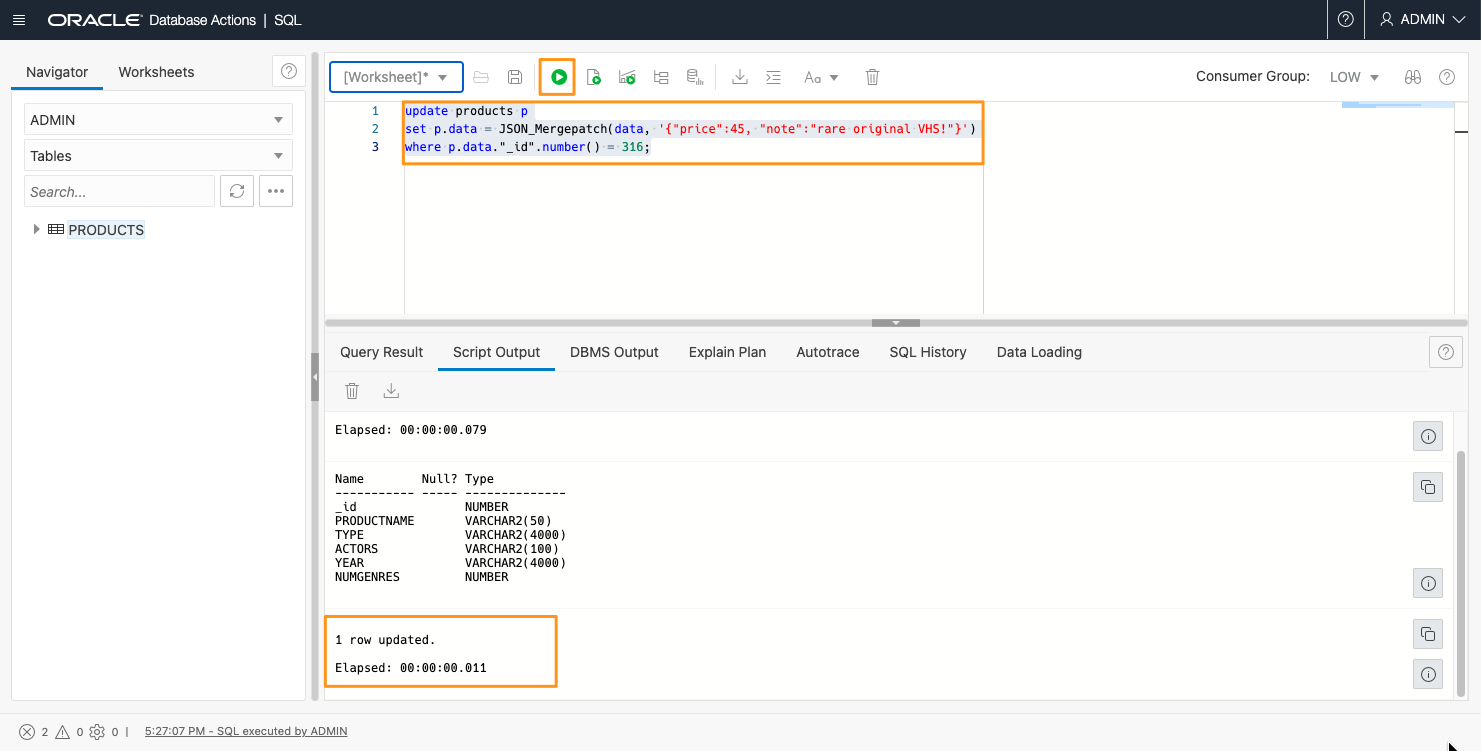 ORACLE Database Actions | SQL
ADMIN
Navigator
Worksheets
ADMIN
Tables
Search...
PRODUCTS
[Worksheet]*
Aa
Consumer Group: LOW
1 update products p
2 set p.data = JSON_Mergepatch(data, '{"price":45, "note":"rare original VHS!"}')
3 where p.data."_id".number() = 316;
Query Result
Script Output
DBMS Output
Explain Plan
Autotrace
SQL History
Data Loading
Elapsed: 00:00:00.079
Name        Null? Type
----------- ----- --------------
_id               NUMBER
PRODUCTNAME       VARCHAR2(50)
TYPE              VARCHAR2(4000)
ACTORS            VARCHAR2(100)
YEAR              VARCHAR2(4000)
NUMGENRES         NUMBER
1 row updated.
Elapsed: 00:00:00.011
2 0 0 | 5:27:07 PM - SQL executed by ADMIN